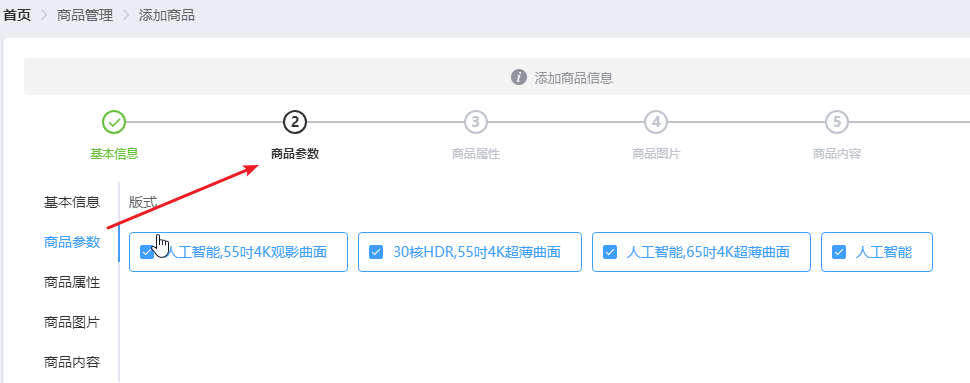 首页 > 商品管理 > 添加商品
添加商品信息
2 3 4 5
基本信息 商品参数 商品属性 商品图片 商品内容
基本信息
商品参数
商品属性
商品图片
商品内容
版式
人工智能,55吋4K观影曲面 30核HDR,55吋4K超薄曲面 人工智能,65吋4K超薄曲面 人工智能